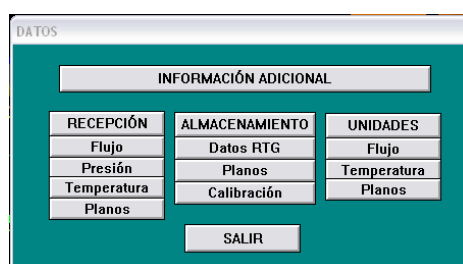 DATOS
INFORMACIÓN ADICIONAL
RECEPCIÓN
Flujo
Presión
Temperatura
Planos
ALMACENAMIENTO
Datos RTG
Planos
Calibración
UNIDADES
Flujo
Temperatura
Planos
SALIR